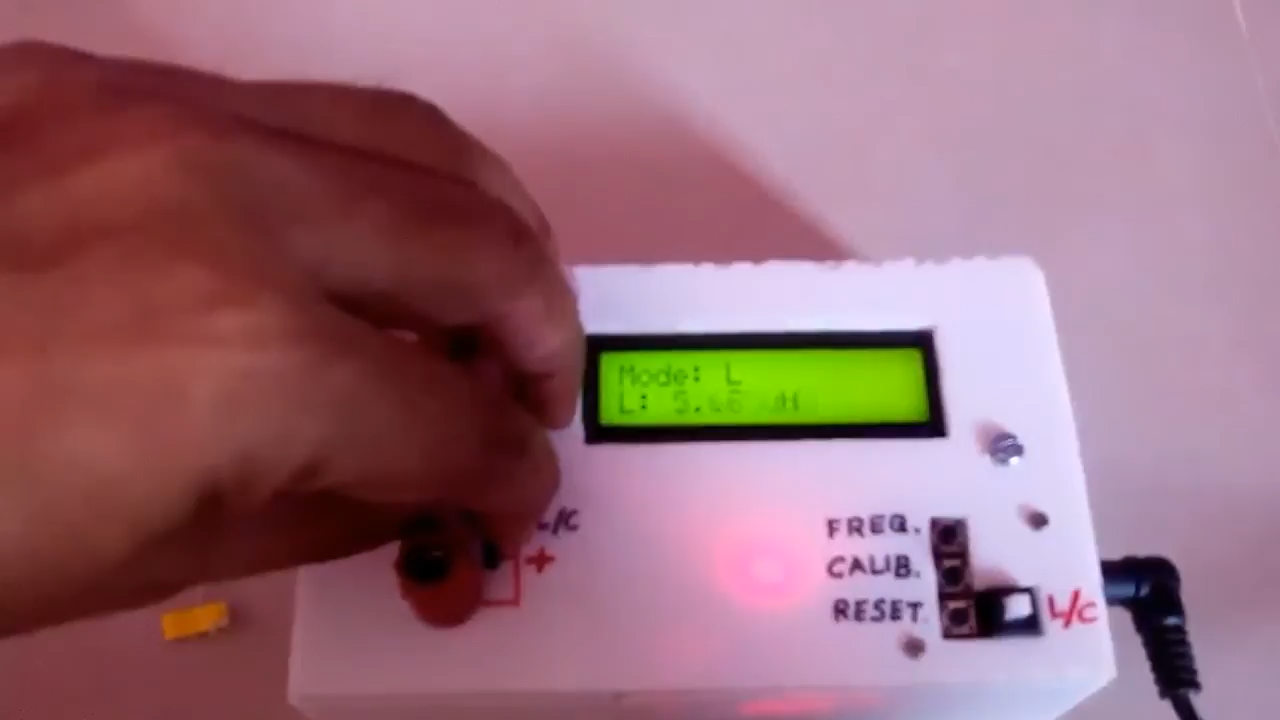 Mode: L
L:
L/C
+
FREQ.
CALIB.
RESET.
L/C